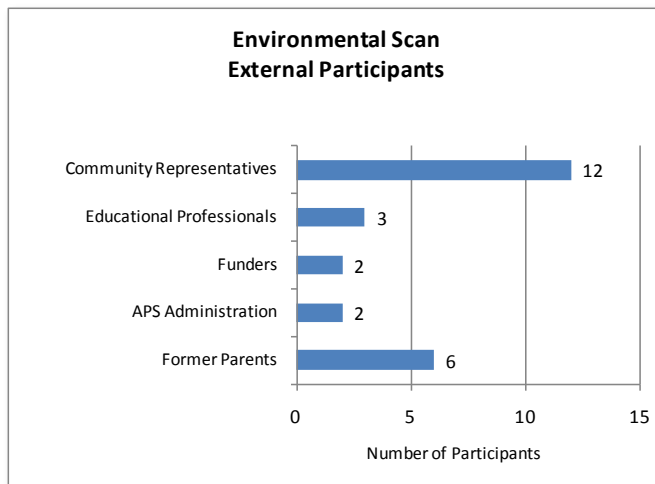 Environmental Scan
External Participants
Community Representatives 12
Educational Professionals 3
Funders 2
APS Administration 2
Former Parents 6
0 5 10 15
Number of Participants